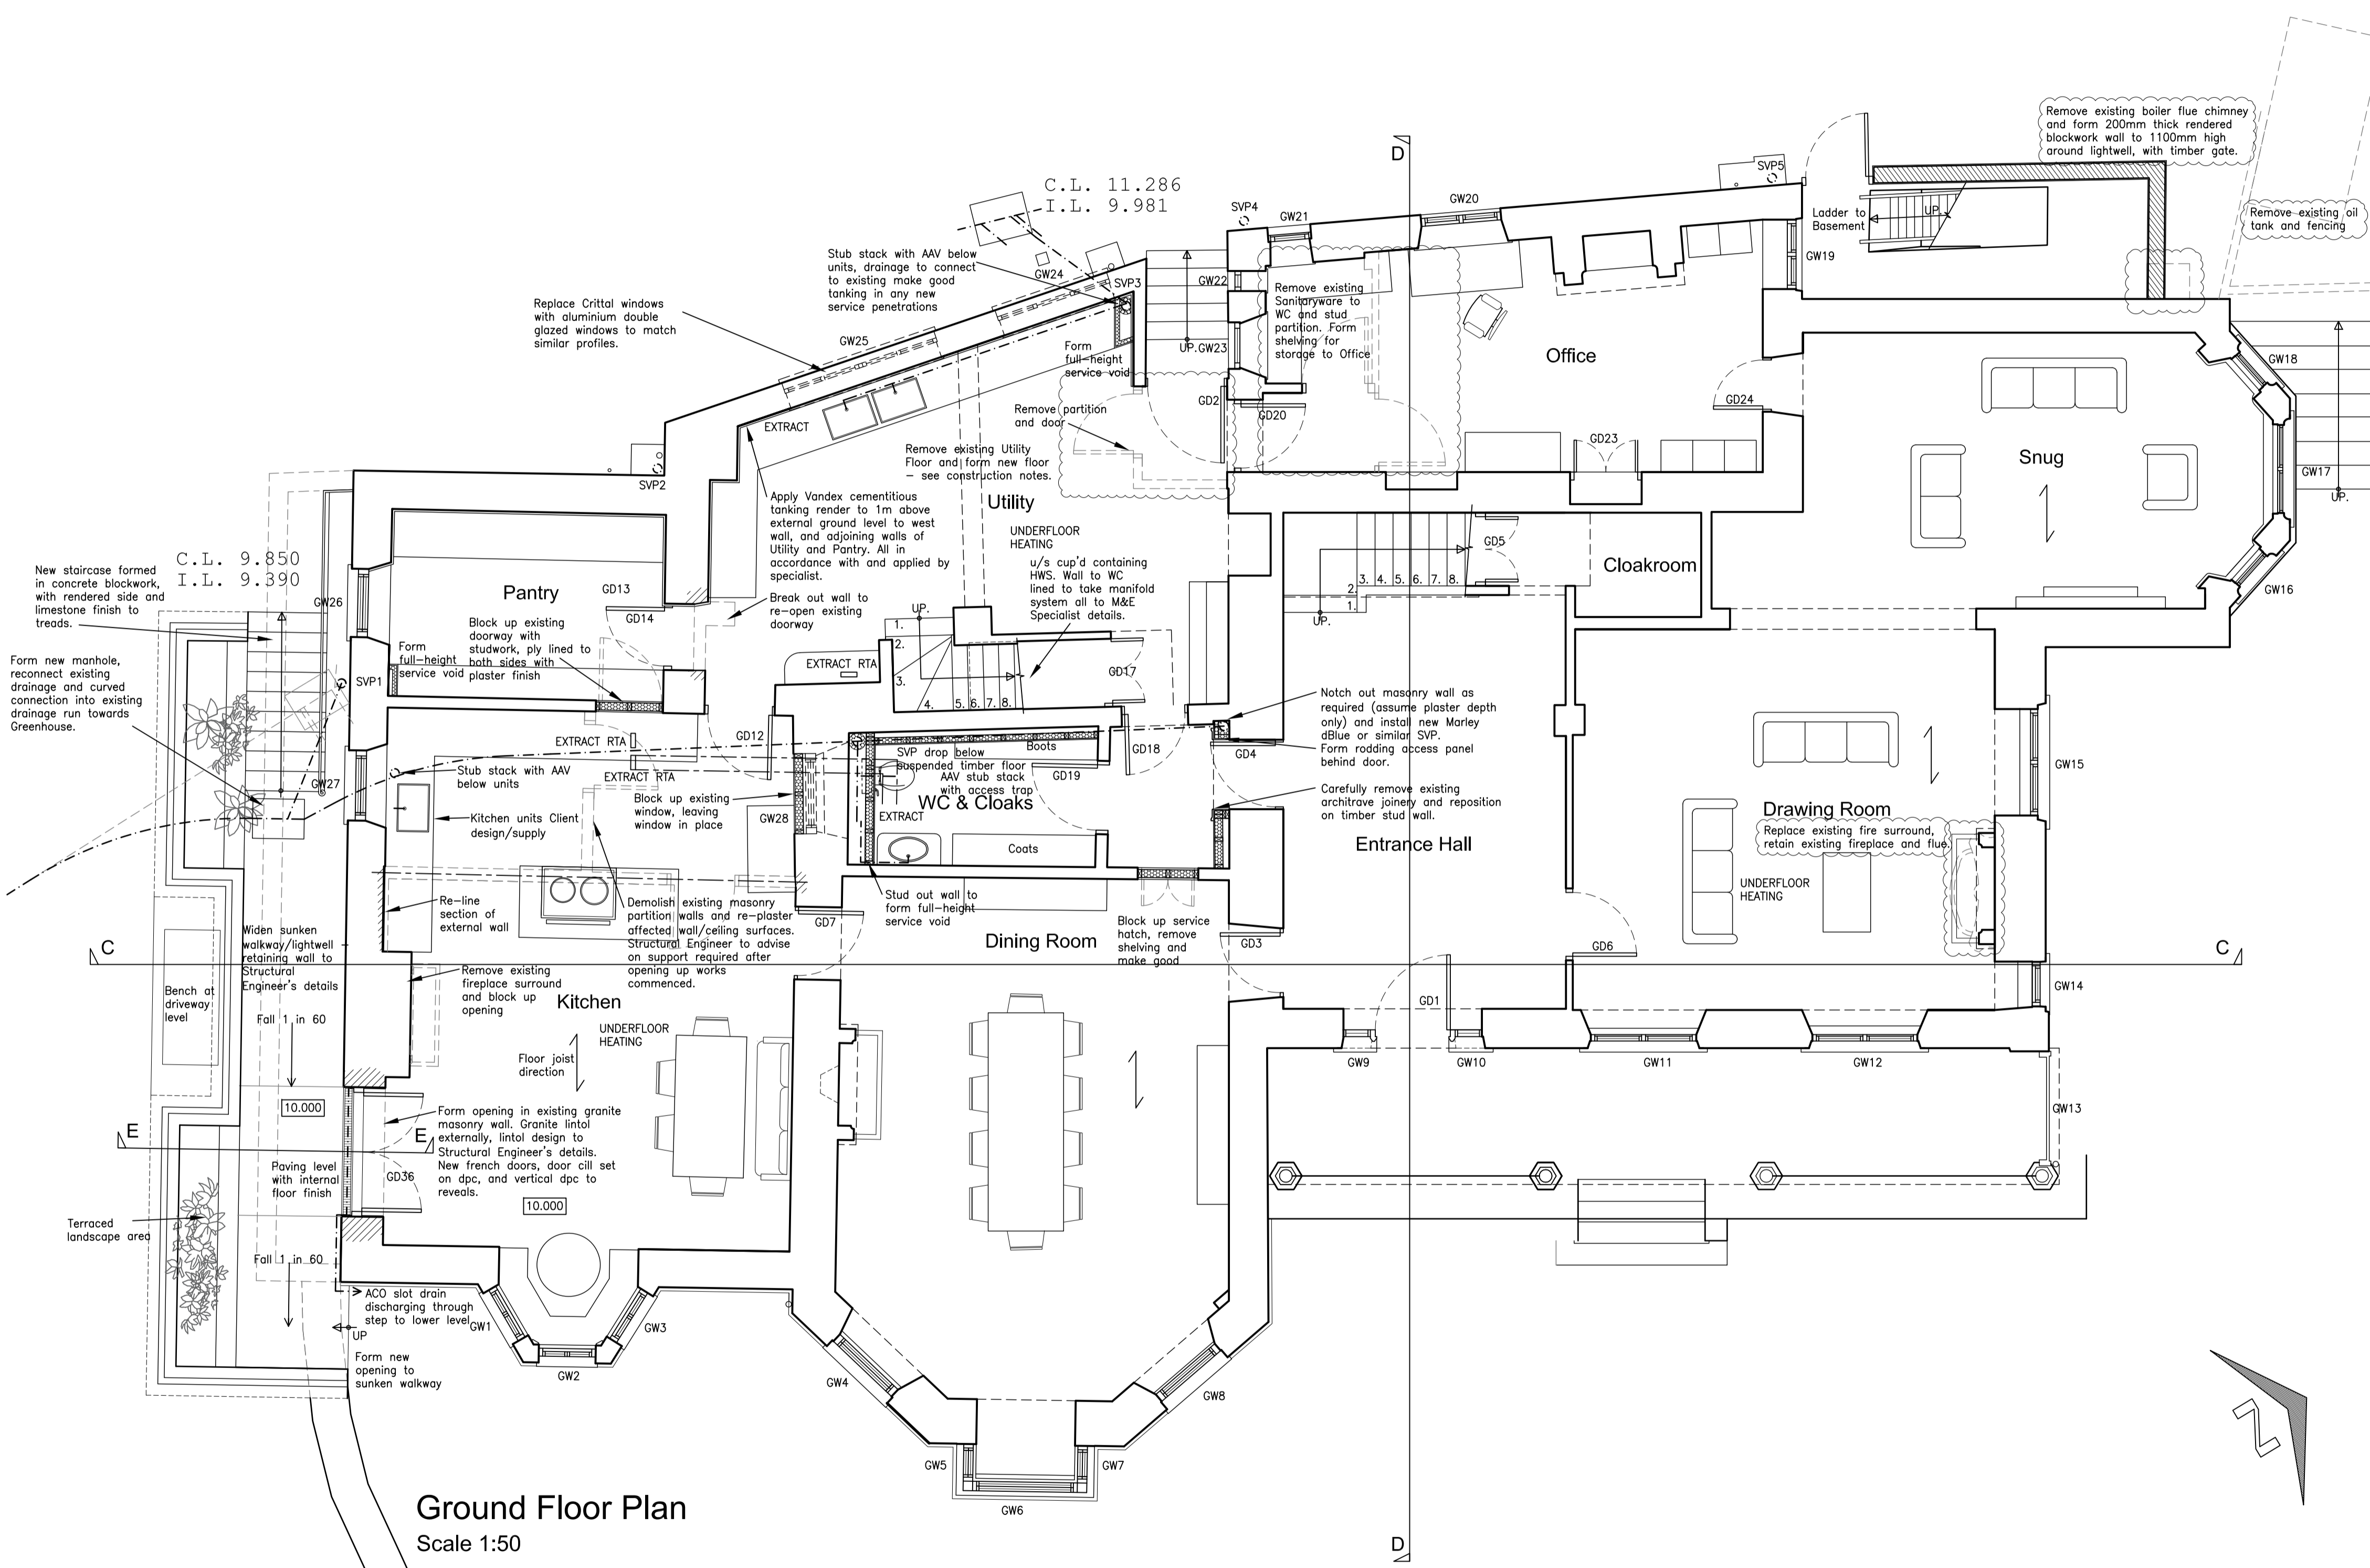 Remove existing boiler flue chimney
and form 200mm thick rendered
blockwork wall to 1100mm high
around lightwell, with timber gate.
D
SVP5
C.L. 11.286
I.L. 9.981
SVP4
GW21
GW20
Ladder to
Basement
UP.
Remove existing oil
tank and fencing
Stub stack with AAV below
units, drainage to connect
to existing make good
tanking in any new
service penetrations
GW24
SVP3
GW22
GW19
Remove existing
Sanitaryware to
WC and stud
partition. Form
shelving for
storage to Office
Replace Crittal windows
with aluminium double
glazed windows to match
similar profiles.
GW25
Form
full-height
service void
UP.
GW23
Office
GW18
GD2
GD20
GD24
Remove partition
and door
EXTRACT
GD23
Snug
GW17
UP.
Remove existing Utility
Floor and form new floor
- see construction notes.
SVP2
Utility
Apply Vandex cementitious
tanking render to 1m above
external ground level to west
wall, and adjoining walls of
Utility and Pantry. All in
accordance with and applied by
specialist.
UNDERFLOOR
HEATING
u/s cup'd containing
HWS. Wall to WC
lined to take manifold
system all to M&E
Specialist details.
GD5
Cloakroom
3. 4. 5. 6. 7. 8.
2.
1.
UP.
GW16
C.L. 9.850
I.L. 9.390
New staircase formed
in concrete blockwork,
with rendered side and
limestone finish to
treads.
GW26
Pantry
GD13
GD14
Break out wall to
re-open existing
doorway
Block up existing
doorway with
studwork, ply lined to
both sides with
plaster finish
Form
full-height
service void
UP.
1.
2.
3.
4.
5. 6. 7. 8.
EXTRACT RTA
GD17
Form new manhole,
reconnect existing
drainage and curved
connection into existing
drainage run towards
Greenhouse.
SVP1
Notch out masonry wall as
required (assume plaster depth
only) and install new Marley
dBlue or similar SVP.
Form rodding access panel
behind door.
EXTRACT RTA
GD12
SVP drop below
suspended timber floor
Boots
GD18
GD4
GW15
EXTRACT RTA
Stub stack with AAV
below units
AAV stub stack
with access trap
GD19
GW27
Carefully remove existing
architrave joinery and reposition
on timber stud wall.
Block up existing
window, leaving
window in place
GW28
WC & Cloaks
EXTRACT
Drawing Room
Replace existing fire surround,
retain existing fireplace and flue.
Kitchen units Client
design/supply
Coats
Entrance Hall
UNDERFLOOR
HEATING
Re-line
section of
external wall
Demolish existing masonry
partition walls and re-plaster
affected wall/ceiling surfaces.
Structural Engineer to advise
on support required after
opening up works
commenced.
GD7
Stud out wall to
form full-height
service void
Block up service
hatch, remove
shelving and
make good
Dining Room
GD3
GD6
C
Widen sunken
walkway/lightwell
retaining wall to
Structural
Engineer's details
C
Remove existing
fireplace surround
and block up
opening
Bench at
driveway
level
Kitchen
GD1
GW14
Fall 1 in 60
UNDERFLOOR
HEATING
Floor joist
direction
GW9
GW10
GW11
GW12
GW13
10.000
E
Form opening in existing granite
masonry wall. Granite lintol
externally, lintol design to
Structural Engineer's details.
New french doors, door cill set
on dpc, and vertical dpc to
reveals.
E
Paving level
with internal
floor finish
GD36
10.000
Terraced
landscape area
Fall 1 in 60
ACO slot drain
discharging through
step to lower level
UP
GW1
GW3
GW2
Form new
opening to
sunken walkway
GW4
GW8
GW5
GW7
GW6
N
Ground Floor Plan
Scale 1:50
D